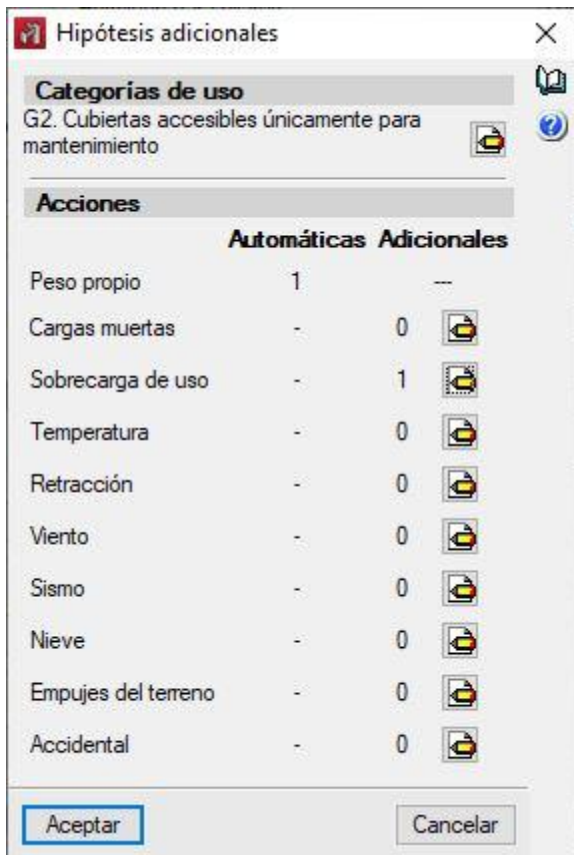 Hipótesis adicionales
Categorías de uso
G2. Cubiertas accesibles únicamente para
mantenimiento
Acciones
Automáticas Adicionales
Peso propio 1 ---
Cargas muertas - 0
Sobrecarga de uso - 1
Temperatura - 0
Retracción - 0
Viento - 0
Sismo - 0
Nieve - 0
Empujes del terreno - 0
Accidental - 0
Aceptar Cancelar